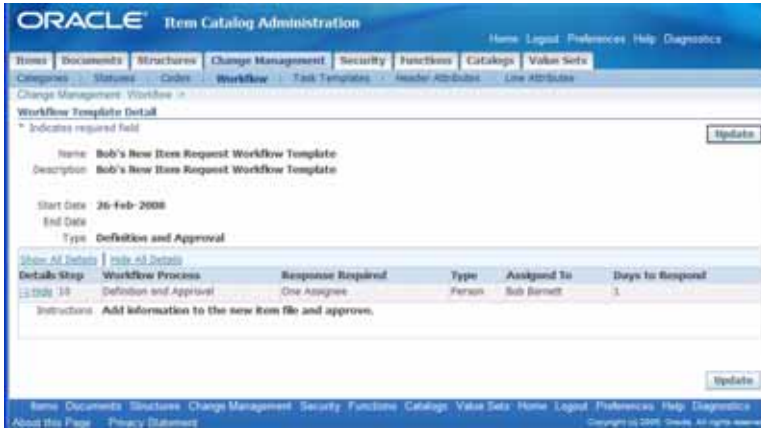 ORACLE Item Catalog Administration
Home Logout Preferences Help Diagnostics
Items Documents Structures Change Management Security Functions Catalogs Value Sets
Categories Statuses Codes Workflow Task Templates Header Attributes Line Attributes
Change Management: Workflow >
Workflow Template Detail
* Indicates required field
Update
Name Bob's New Item Request Workflow Template
Description Bob's New Item Request Workflow Template
Start Date 26-Feb-2008
End Date
Type Definition and Approval
Show All Details | Hide All Details
Details Step Workflow Process Response Required Type Assigned To Days to Respond
Hide 10 Definition and Approval One Assignee Person Bob Barnett 1
Instructions Add information to the new item file and approve.
Update
Items Documents Structures Change Management Security Functions Catalogs Value Sets Home Logout Preferences Help Diagnostics
About this Page Privacy Statement Copyright (c) 2005, Oracle. All rights reserved